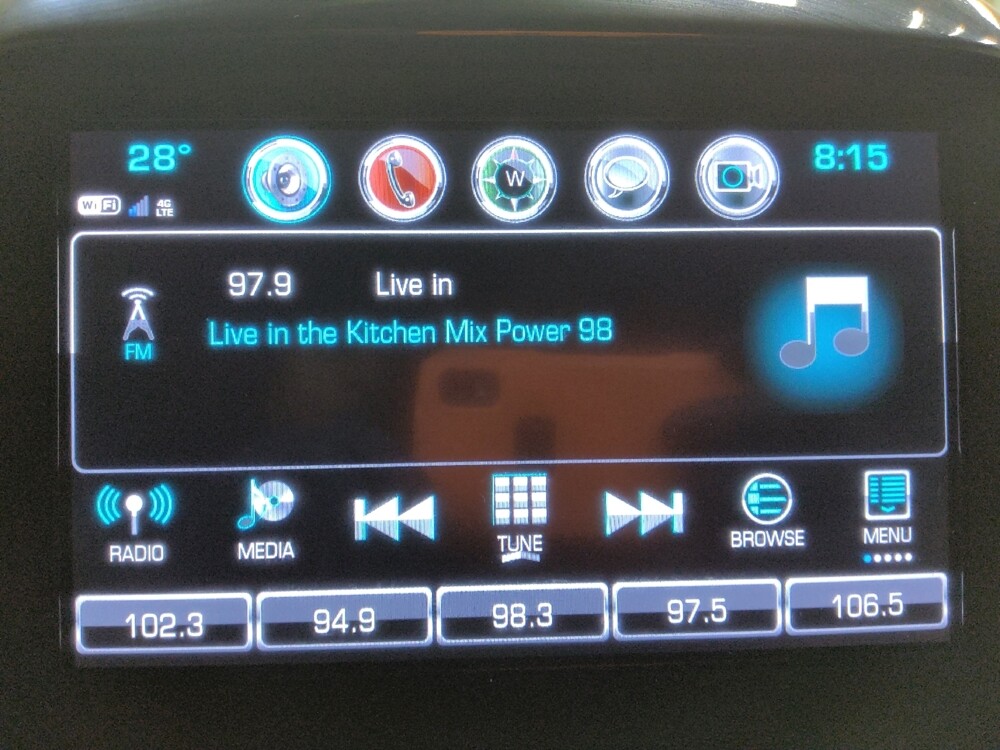 28° 8:15
Wi Fi 4G LTE
W
97.9 Live in
FM
Live in the Kitchen Mix Power 98
RADIO MEDIA TUNE BROWSE MENU
102.3 94.9 98.3 97.5 106.5